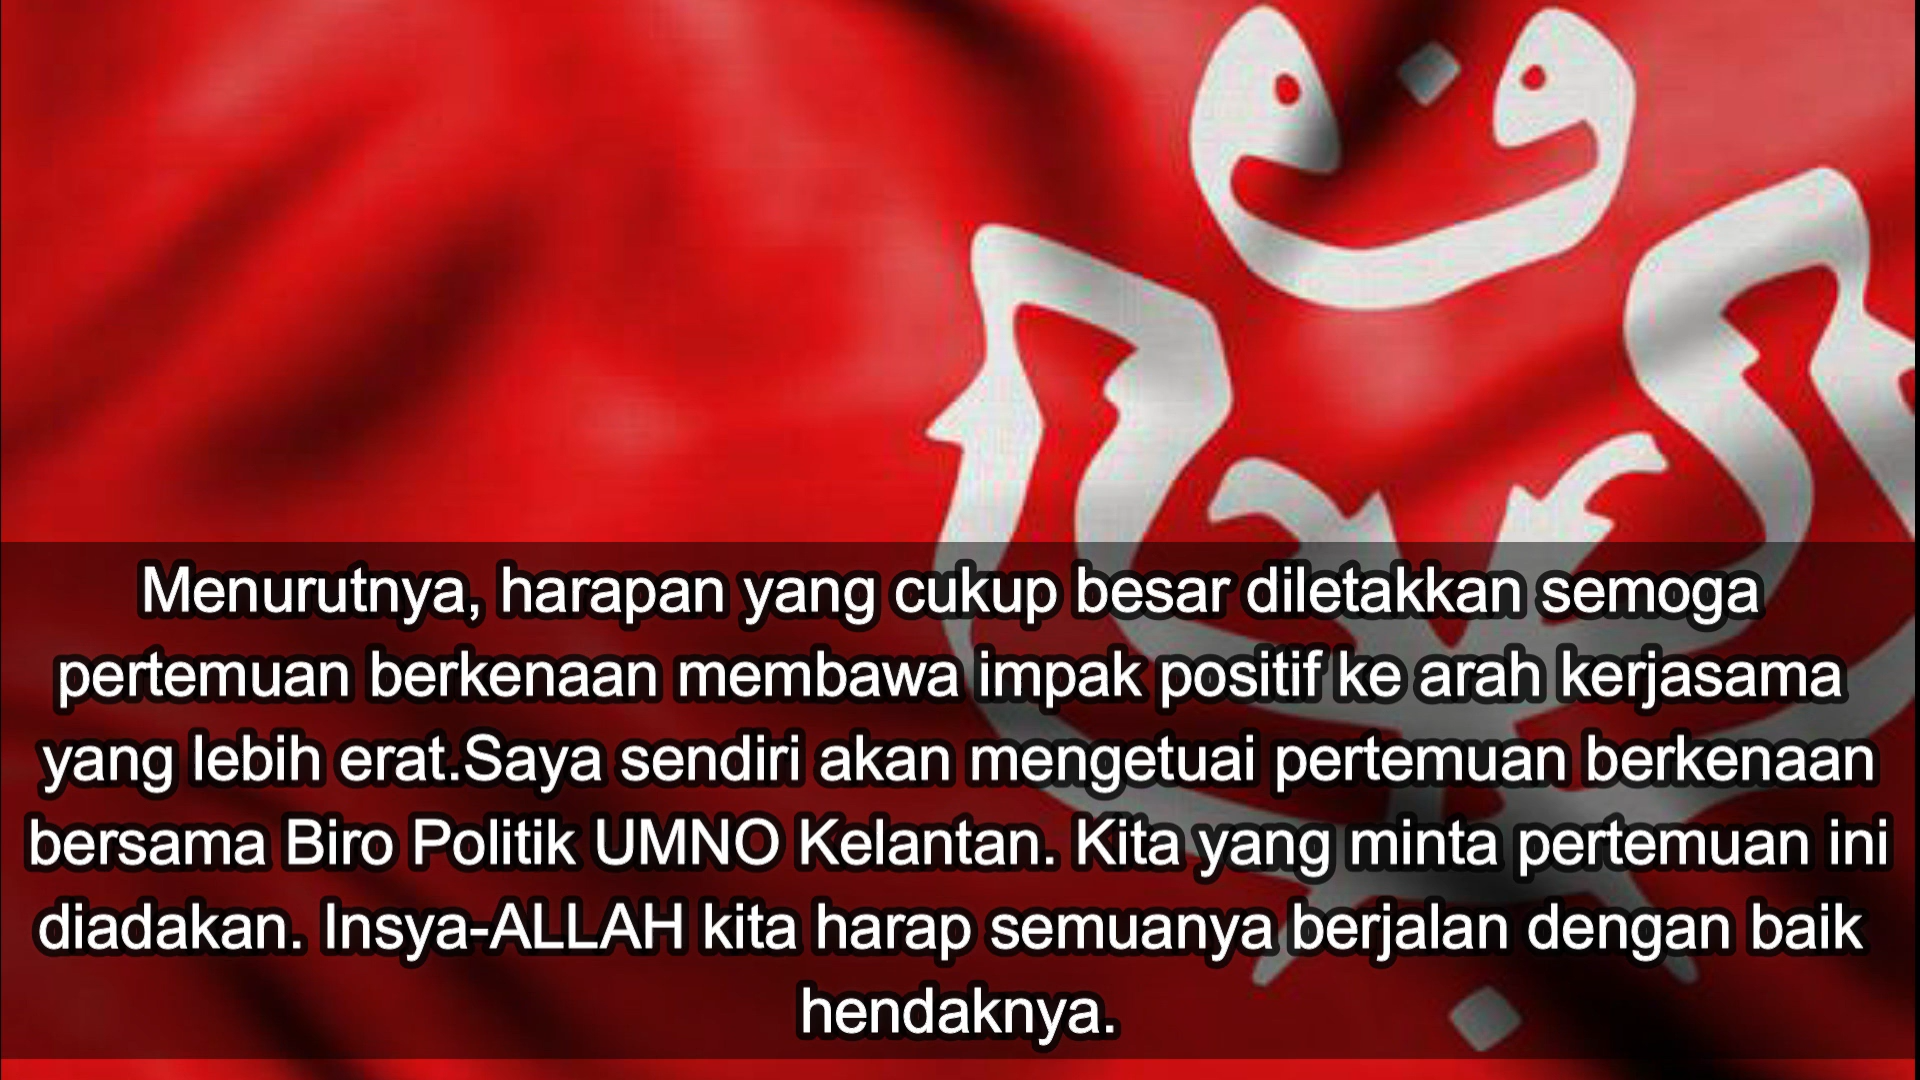 Menurutnya, harapan yang cukup besar diletakkan semoga
pertemuan berkenaan membawa impak positif ke arah kerjasama
yang lebih erat.Saya sendiri akan mengetuai pertemuan berkenaan
bersama Biro Politik UMNO Kelantan. Kita yang minta pertemuan ini
diadakan. Insya-ALLAH kita harap semuanya berjalan dengan baik
hendaknya.